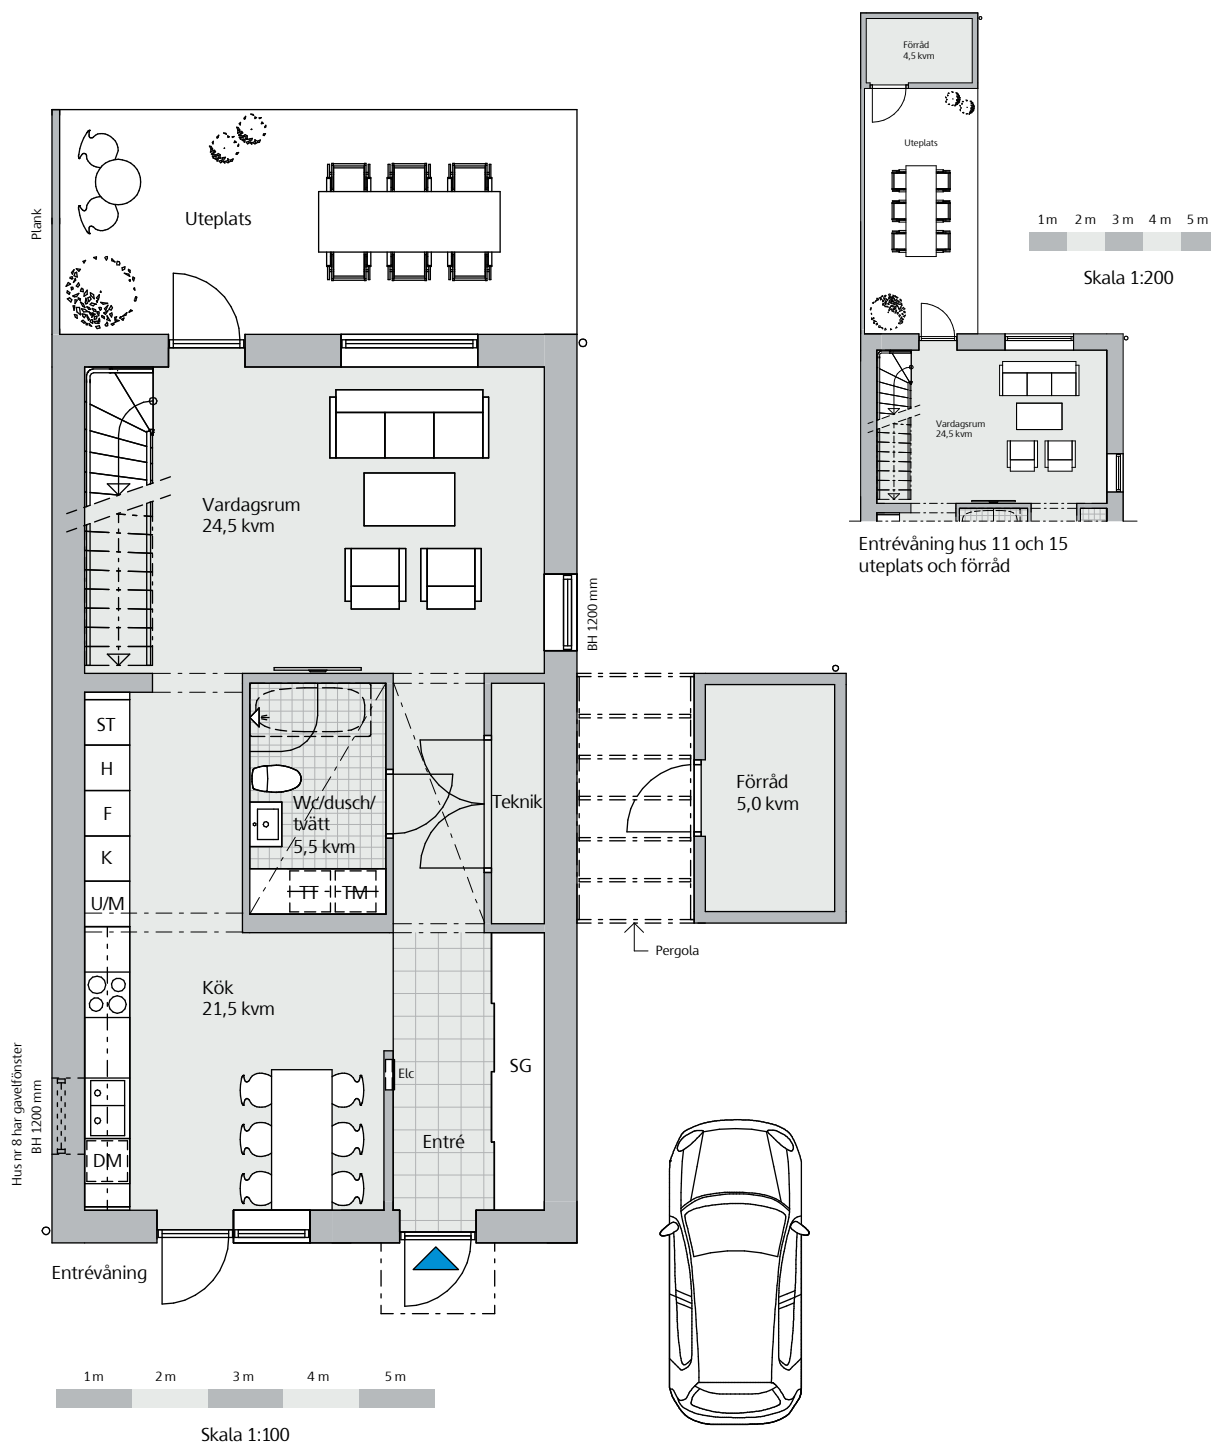 Förråd
4,5 kvm
Uteplats
1 m 2 m 3 m 4 m 5 m
Skala 1:200
Vardagsrum
24,5 kvm
Entrévåning hus 11 och 15
uteplats och förråd
Plank
Uteplats
Vardagsrum
24,5 kvm
BH 1200 mm
ST
H
F
K
U/M
Wc/dusch/
tvätt
5,5 kvm
TT
TM
Teknik
Förråd
5,0 kvm
Pergola
Kök
21,5 kvm
Elc
SG
Entré
DM
Hus nr 8 har gavelfönster
BH 1200 mm
Entrévåning
1 m 2 m 3 m 4 m 5 m
Skala 1:100